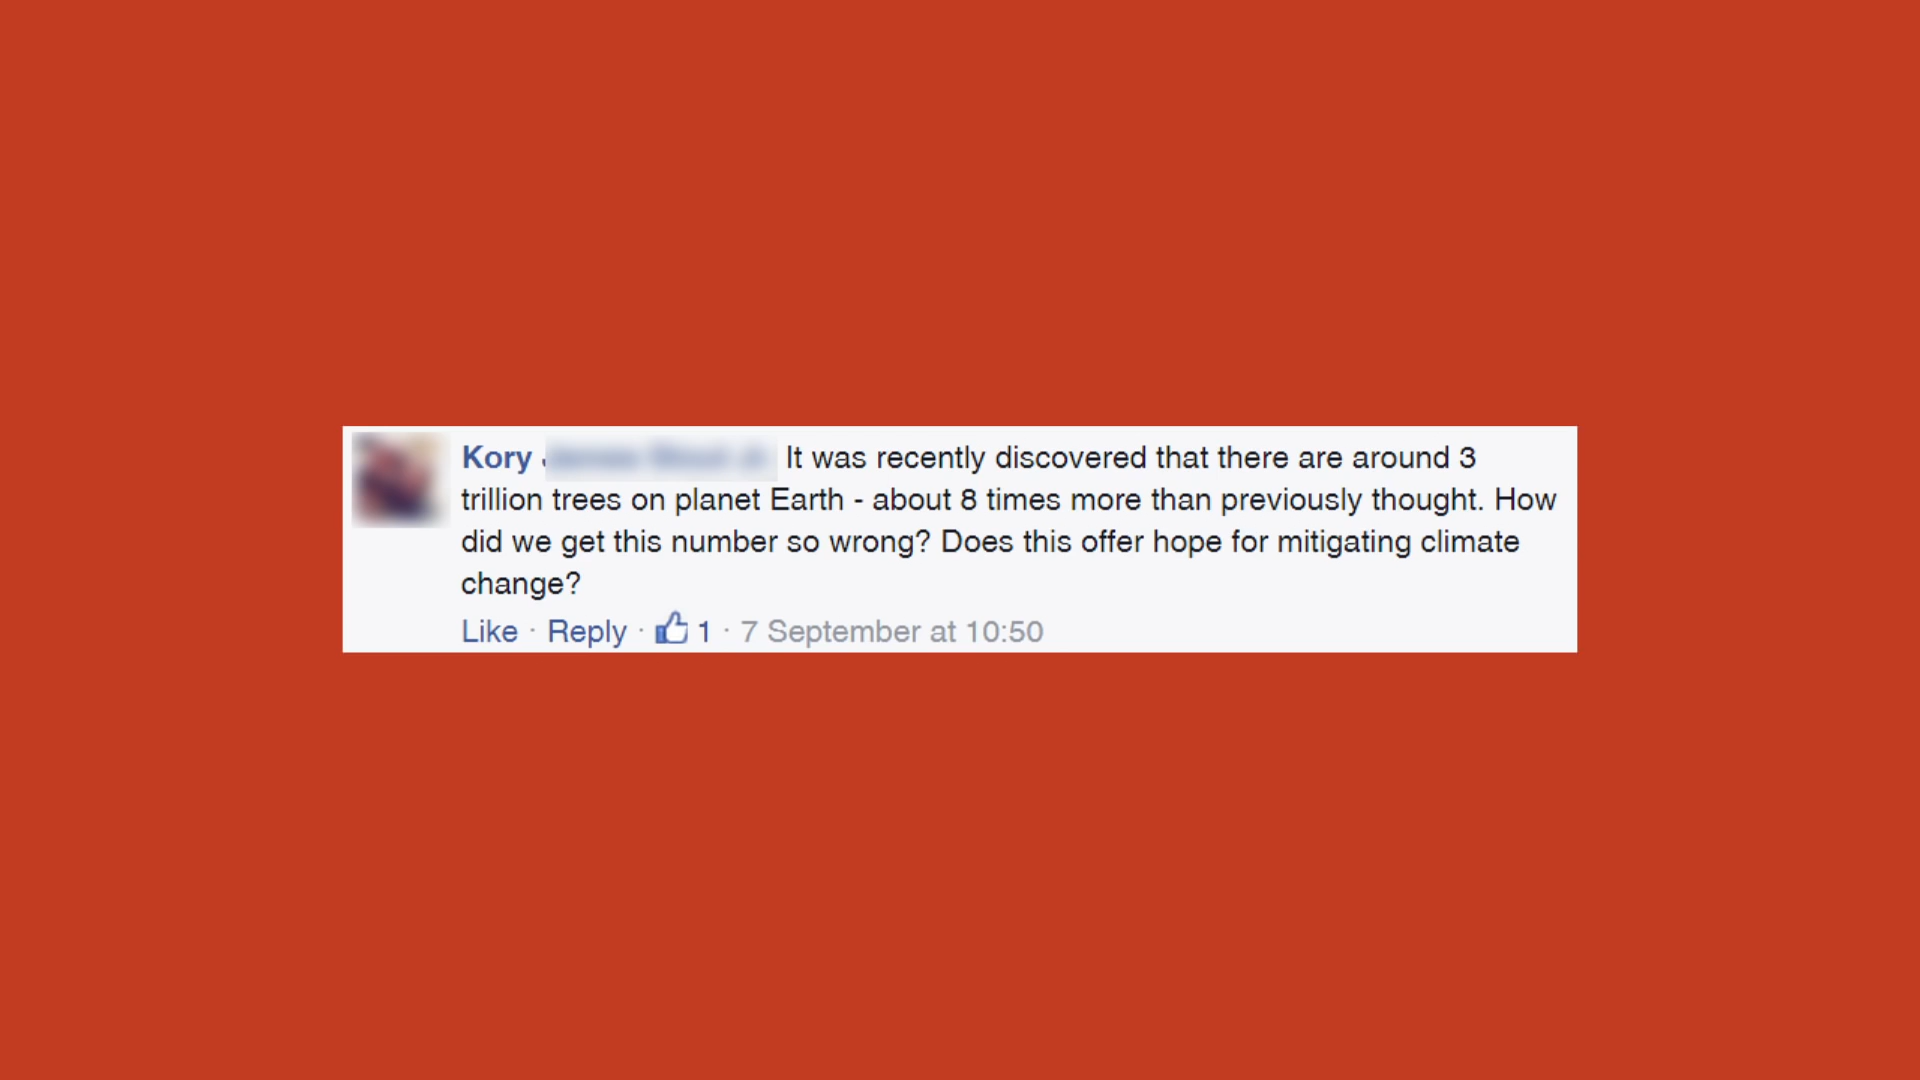 Kory It was recently discovered that there are around 3
trillion trees on planet Earth - about 8 times more than previously thought. How
did we get this number so wrong? Does this offer hope for mitigating climate
change?
Like · Reply · 1 · 7 September at 10:50